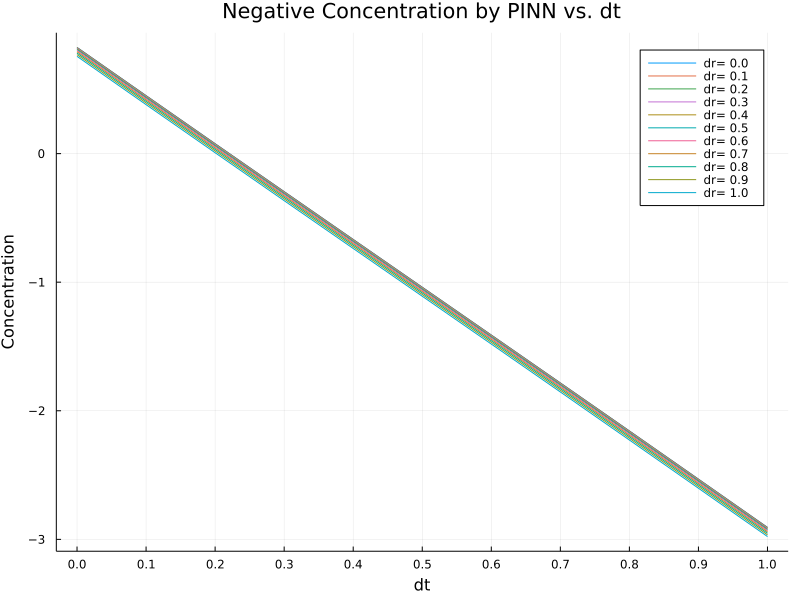 Negative Concentration by PINN vs. dt
dr= 0.0
dr= 0.1
dr= 0.2
dr= 0.3
dr= 0.4
dr= 0.5
dr= 0.6
dr= 0.7
dr= 0.8
dr= 0.9
dr= 1.0
Concentration
0
−1
−2
−3
0.0 0.1 0.2 0.3 0.4 0.5 0.6 0.7 0.8 0.9 1.0
dt